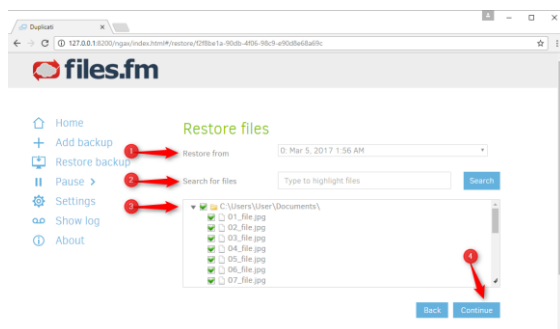 Duplicati
127.0.0.1:8200/ngax/index.html#/restore/f2f8be1a-90db-4f06-98c9-e90d8e68a69c
files.fm
Home
Add backup
Restore backup
Pause >
Settings
Show log
About
Restore files
1
Restore from
0: Mar 5, 2017 1:56 AM
2
Search for files
Type to highlight files
Search
3
C:\Users\User\Documents\
01_file.jpg
02_file.jpg
03_file.jpg
04_file.jpg
05_file.jpg
06_file.jpg
07_file.jpg
4
Back
Continue